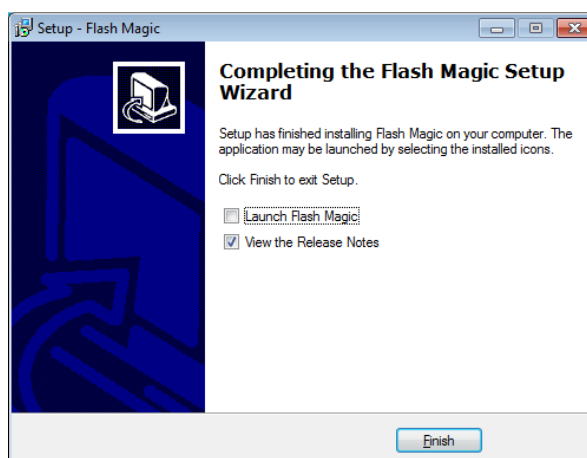 Setup - Flash Magic
Completing the Flash Magic Setup
Wizard
Setup has finished installing Flash Magic on your computer. The
application may be launched by selecting the installed icons.
Click Finish to exit Setup.
Launch Flash Magic
View the Release Notes
Finish